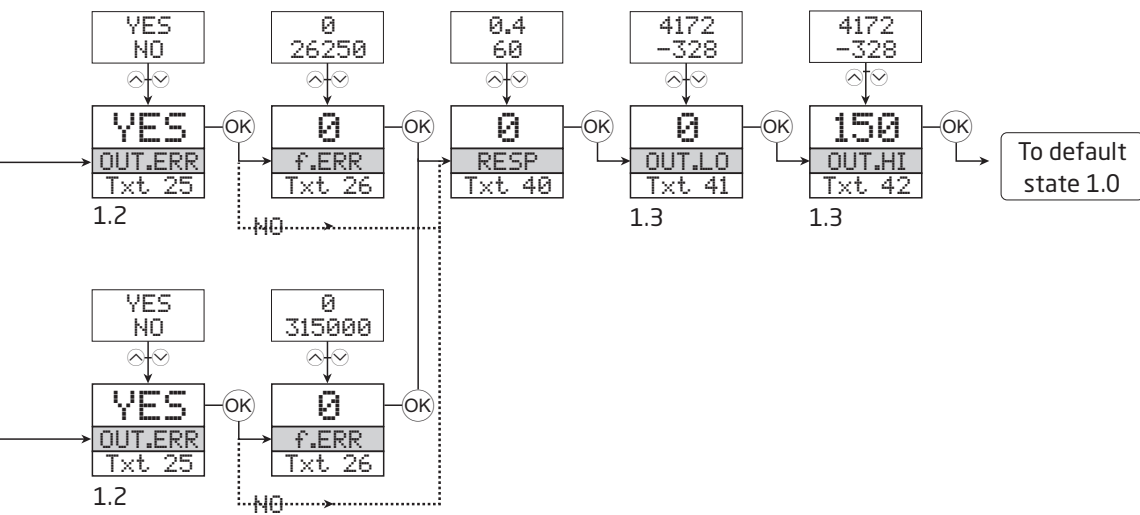 YES
NO
0
26250
0.4
60
4172
-328
4172
-328
YES
OK
0
OK
0
OK
0
OK
150
OK
OUT.ERR
f.ERR
RESP
OUT.LO
OUT.HI
Txt 25
Txt 26
Txt 40
Txt 41
Txt 42
To default
state 1.0
1.2
1.3
1.3
NO
YES
NO
0
315000
YES
OK
0
OK
OUT.ERR
f.ERR
Txt 25
Txt 26
1.2
NO